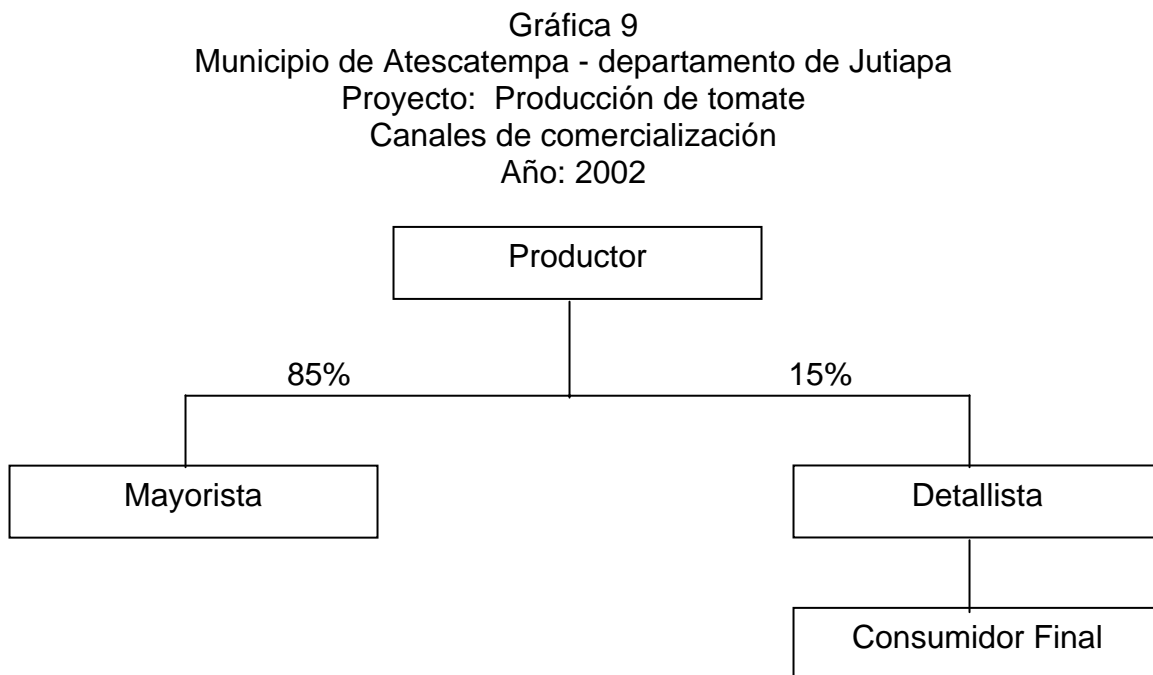 Gráfica 9
Municipio de Atescatempa - departamento de Jutiapa
Proyecto:  Producción de tomate
Canales de comercialización
Año: 2002
Productor
85%
15%
Mayorista
Detallista
Consumidor Final